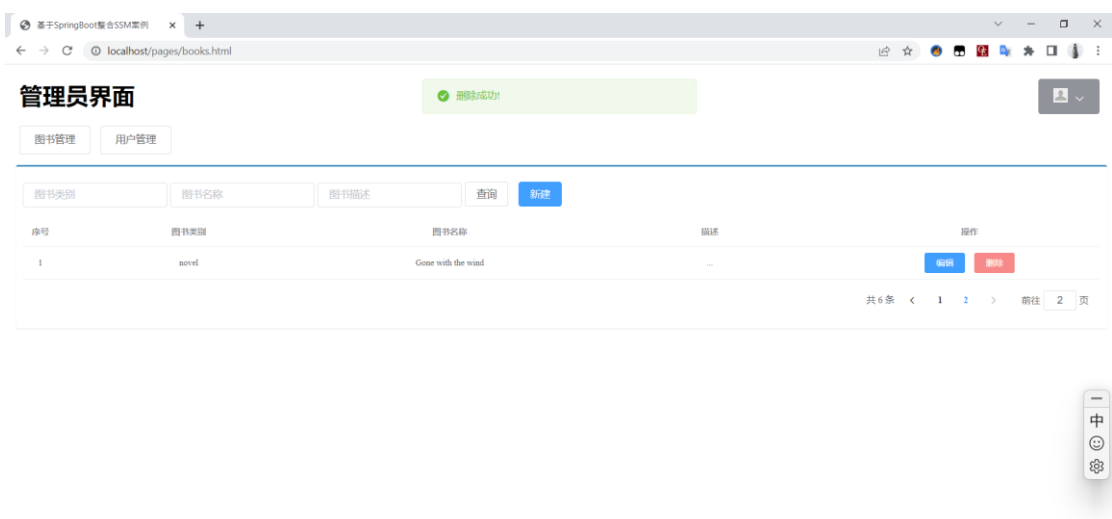 基于SpringBoot整合SSM案例
localhost/pages/books.html
管理员界面
删除成功!
图书管理 用户管理
图书类别 图书名称 图书描述 查询 新建
序号 图书类别 图书名称 描述 操作
1 novel Gone with the wind ... 编辑 删除
共 6 条 1 2 前往 2 页
中